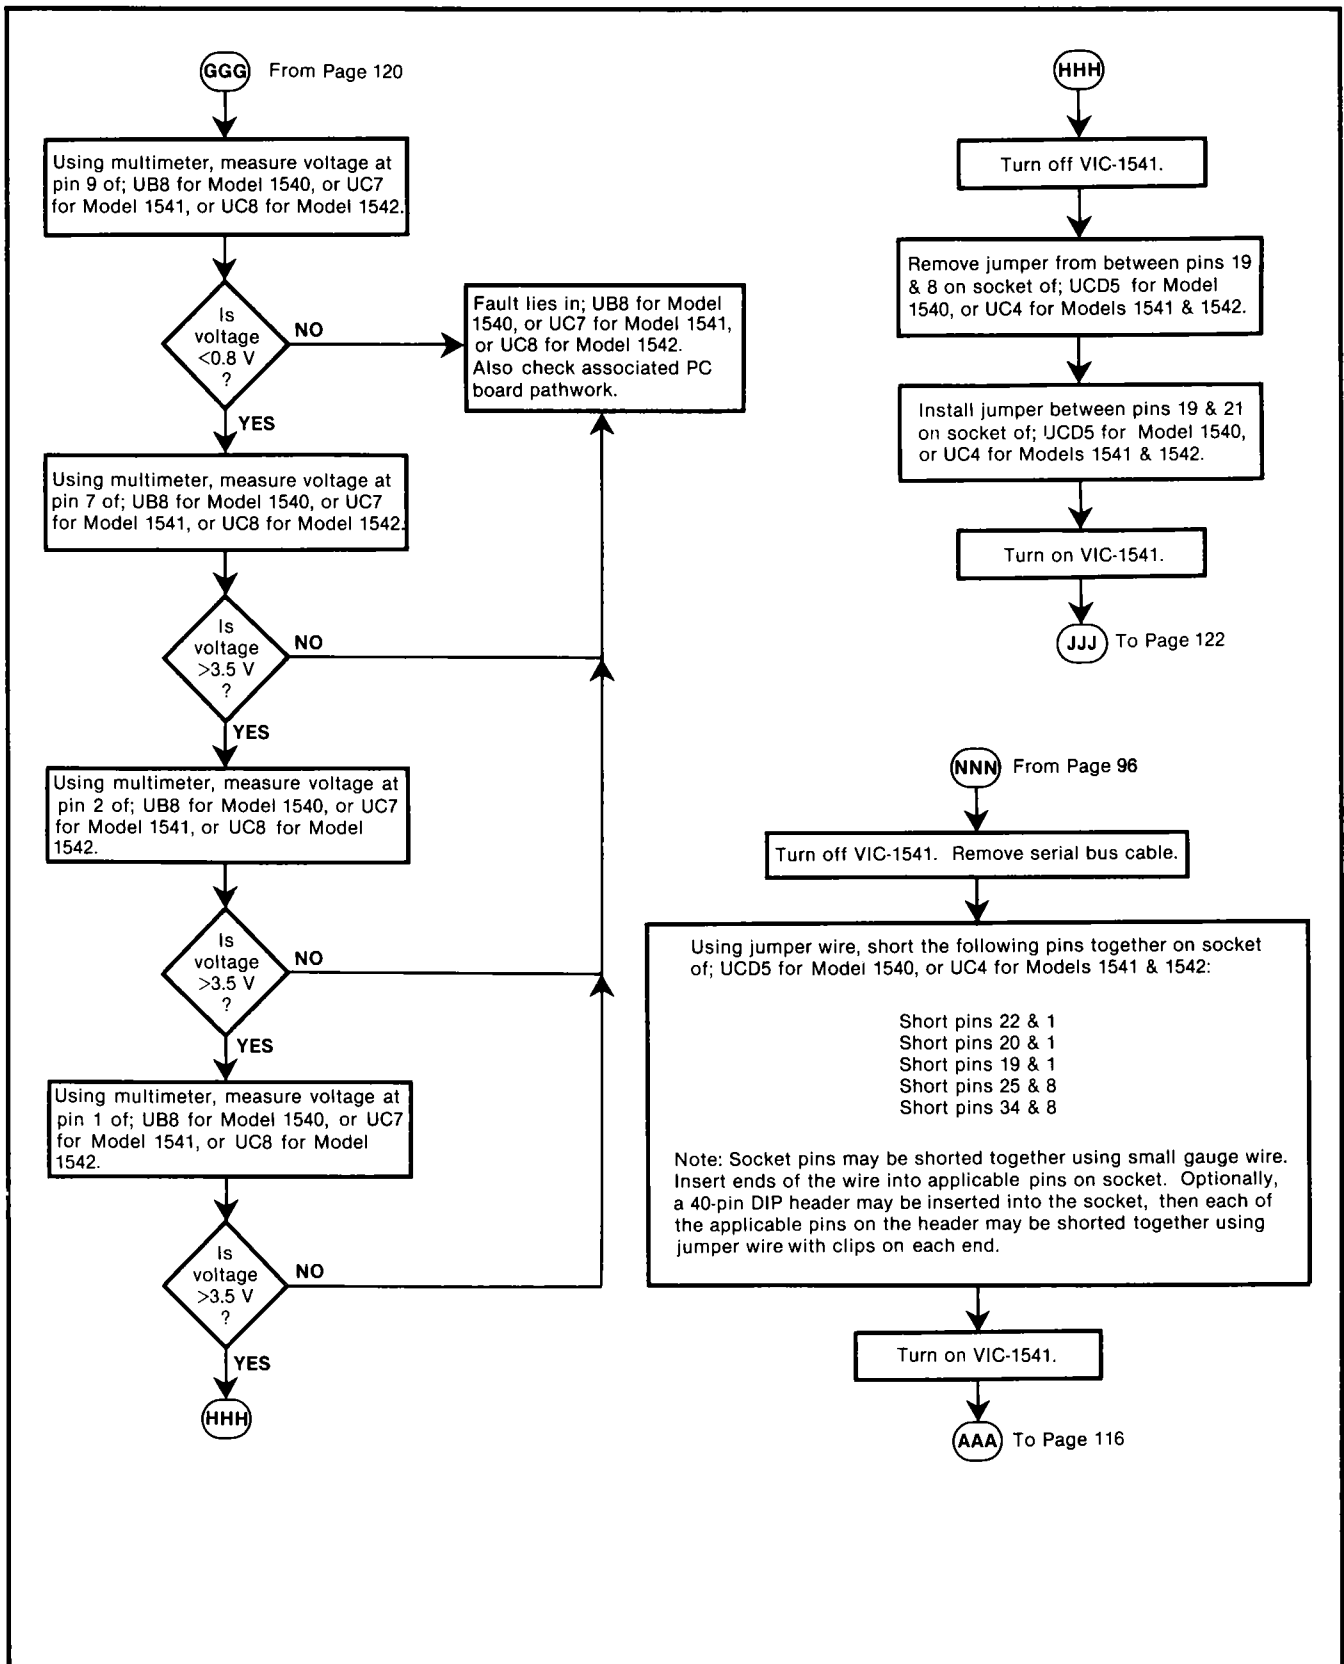 GGG From Page 120
Using multimeter, measure voltage at
pin 9 of; UB8 for Model 1540, or UC7
for Model 1541, or UC8 for Model 1542.
Is
voltage
<0.8 V
?
NO
YES
Fault lies in; UB8 for Model
1540, or UC7 for Model 1541,
or UC8 for Model 1542.
Also check associated PC
board pathwork.
Using multimeter, measure voltage at
pin 7 of; UB8 for Model 1540, or UC7
for Model 1541, or UC8 for Model 1542.
Is
voltage
>3.5 V
?
NO
YES
Using multimeter, measure voltage at
pin 2 of; UB8 for Model 1540, or UC7
for Model 1541, or UC8 for Model
1542.
Is
voltage
>3.5 V
?
NO
YES
Using multimeter, measure voltage at
pin 1 of; UB8 for Model 1540, or UC7
for Model 1541, or UC8 for Model
1542.
Is
voltage
>3.5 V
?
NO
YES
HHH
HHH
Turn off VIC-1541.
Remove jumper from between pins 19
& 8 on socket of; UCD5 for Model
1540, or UC4 for Models 1541 & 1542.
Install jumper between pins 19 & 21
on socket of; UCD5 for Model 1540,
or UC4 for Models 1541 & 1542.
Turn on VIC-1541.
JJJ To Page 122
NNN From Page 96
Turn off VIC-1541. Remove serial bus cable.
Using jumper wire, short the following pins together on socket
of; UCD5 for Model 1540, or UC4 for Models 1541 & 1542:
Short pins 22 & 1
Short pins 20 & 1
Short pins 19 & 1
Short pins 25 & 8
Short pins 34 & 8
Note: Socket pins may be shorted together using small gauge wire.
Insert ends of the wire into applicable pins on socket. Optionally,
a 40-pin DIP header may be inserted into the socket, then each of
the applicable pins on the header may be shorted together using
jumper wire with clips on each end.
Turn on VIC-1541.
AAA To Page 116